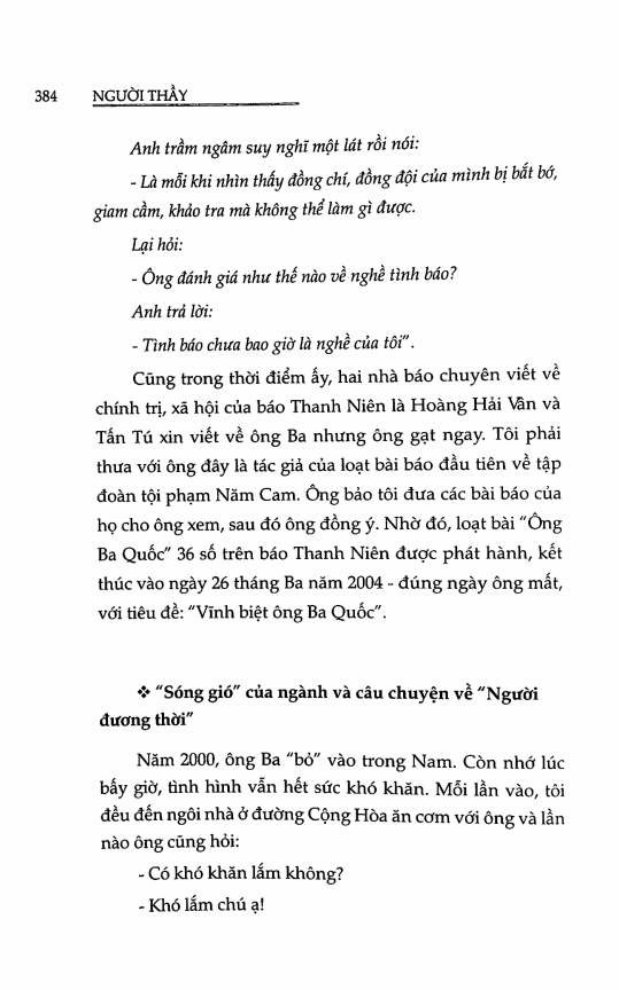 384 NGƯỜI THẦY
Anh trầm ngâm suy nghĩ một lát rồi nói:
- Là mỗi khi nhìn thấy đồng chí, đồng đội của mình bị bắt bớ,
giam cầm, khảo tra mà không thể làm gì được.
Lại hỏi:
- Ông đánh giá như thế nào về nghề tình báo?
Anh trả lời:
- Tình báo chưa bao giờ là nghề của tôi”.
Cũng trong thời điểm ấy, hai nhà báo chuyên viết về
chính trị, xã hội của báo Thanh Niên là Hoàng Hải Vân và
Tấn Tú xin viết về ông Ba nhưng ông gạt ngay. Tôi phải
thưa với ông đây là tác giả của loạt bài báo đầu tiên về tập
đoàn tội phạm Năm Cam. Ông bảo tôi đưa các bài báo của
họ cho ông xem, sau đó ông đồng ý. Nhờ đó, loạt bài “Ông
Ba Quốc” 36 số trên báo Thanh Niên được phát hành, kết
thúc vào ngày 26 tháng Ba năm 2004 - đúng ngày ông mất,
với tiêu đề: “Vĩnh biệt ông Ba Quốc”.
❖ “Sóng gió” của ngành và câu chuyện về “Người
đương thời”
Năm 2000, ông Ba “bỏ” vào trong Nam. Còn nhớ lúc
bấy giờ, tình hình vẫn hết sức khó khăn. Mỗi lần vào, tôi
đều đến ngôi nhà ở đường Cộng Hòa ăn cơm với ông và lần
nào ông cũng hỏi:
- Có khó khăn lắm không?
- Khó lắm chú ạ!